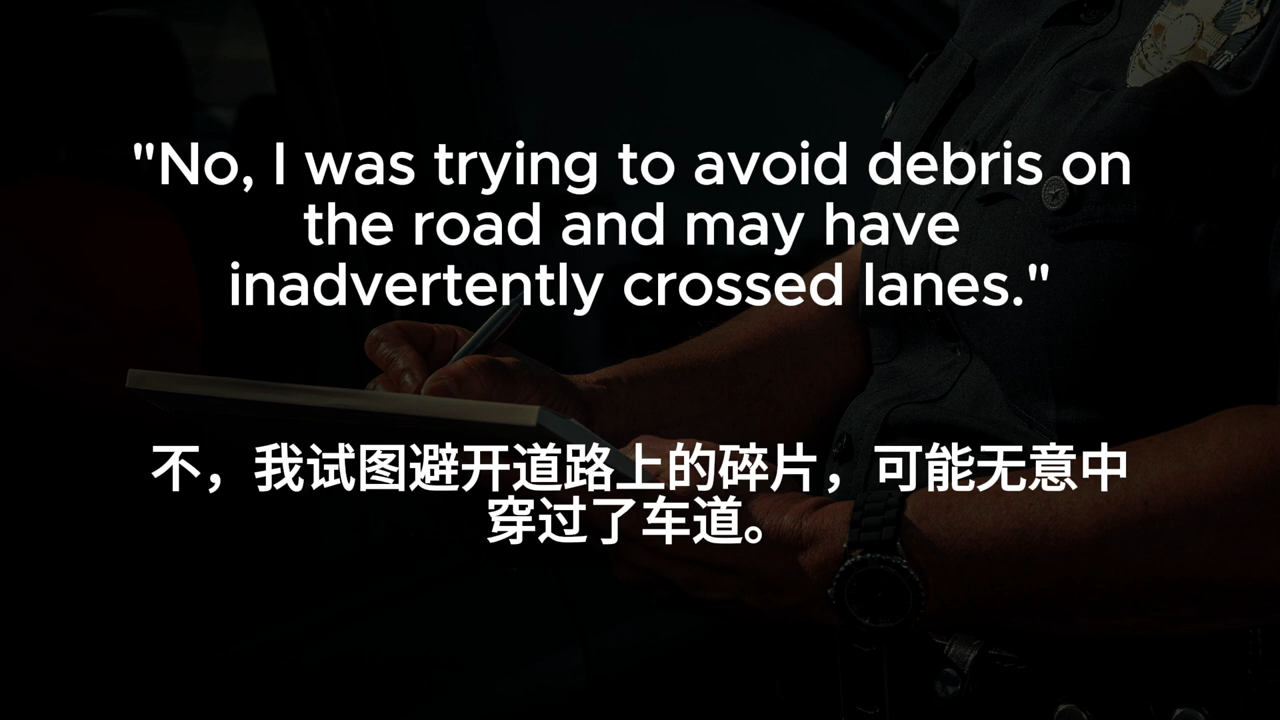 "No, I was trying to avoid debris on
the road and may have
inadvertently crossed lanes."
不，我试图避开道路上的碎片，可能无意中
穿过了车道。